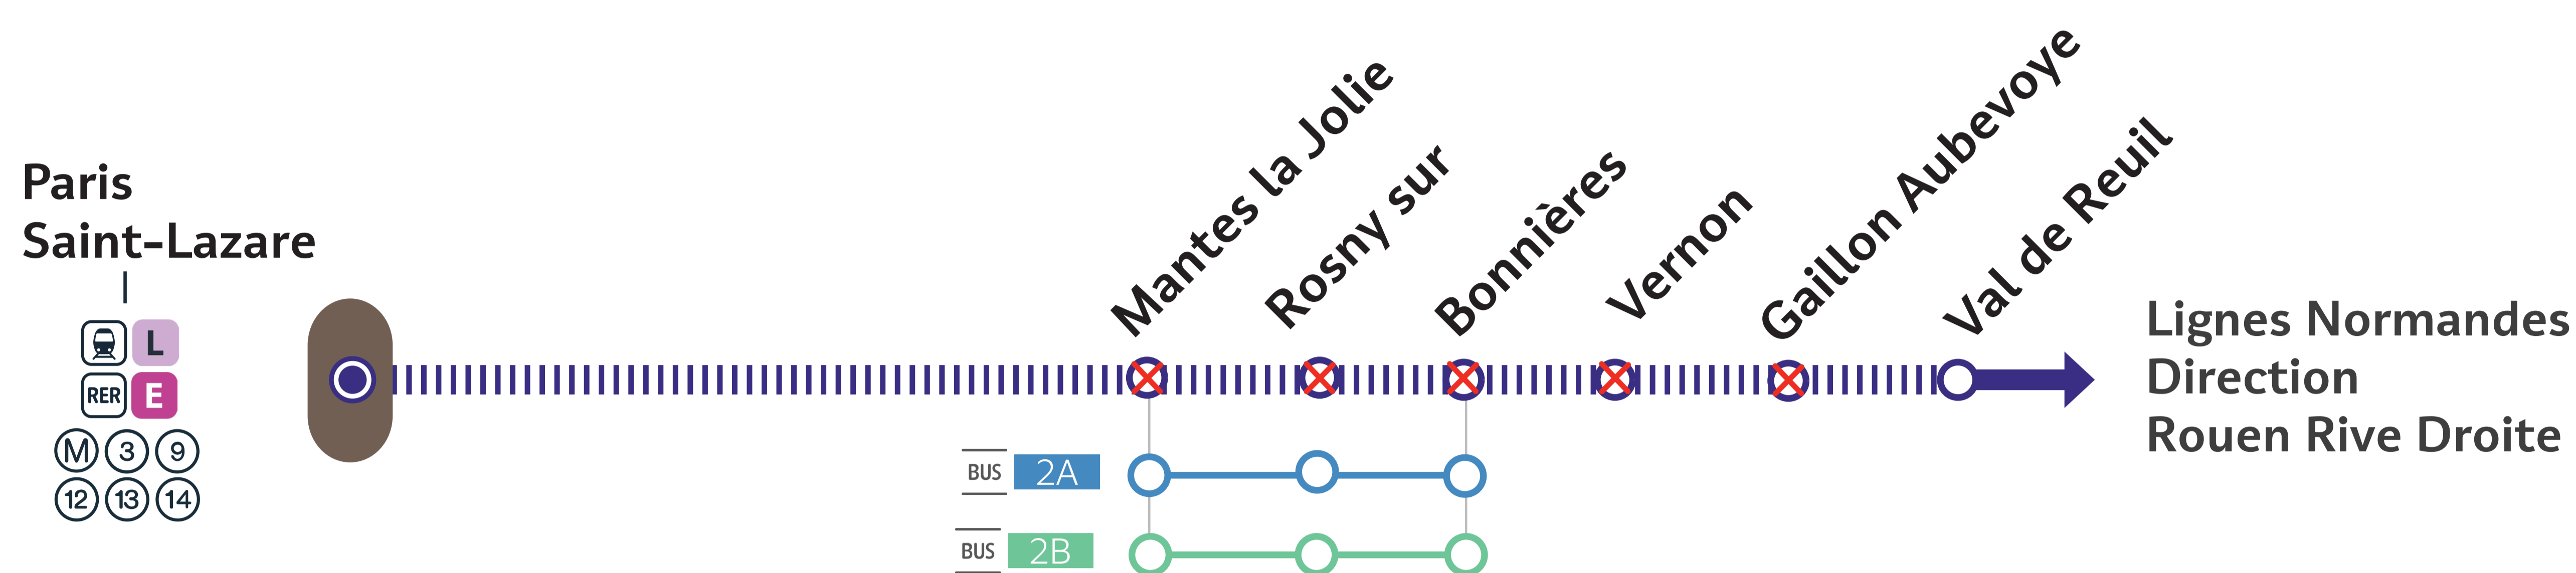 Paris
Saint-Lazare
L
RER E
M 3 9
12 13 14
Mantes la Jolie
Rosny sur
Bonnières
Vernon
Gaillon Aubevoye
Val de Reuil
Lignes Normandes
Direction
Rouen Rive Droite
BUS 2A
BUS 2B